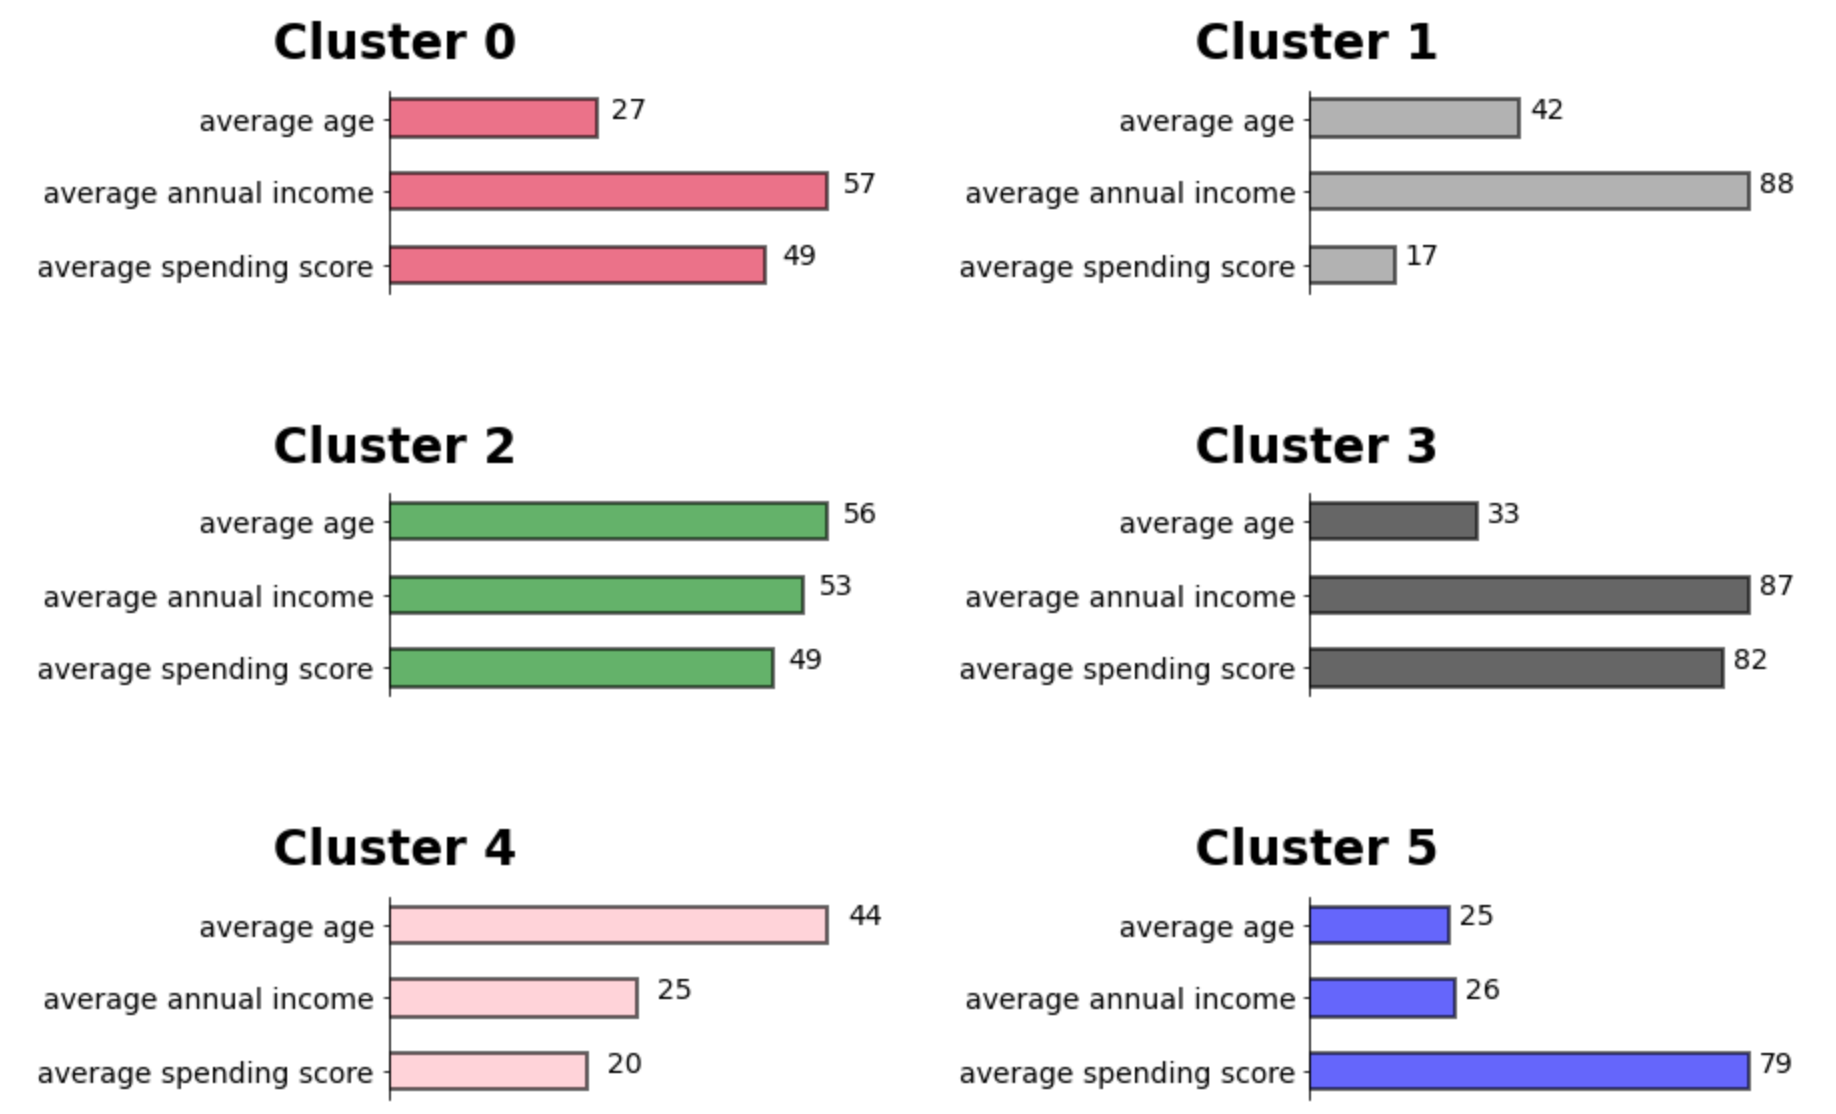 Cluster 0
average age 27
average annual income 57
average spending score 49
Cluster 1
average age 42
average annual income 88
average spending score 17
Cluster 2
average age 56
average annual income 53
average spending score 49
Cluster 3
average age 33
average annual income 87
average spending score 82
Cluster 4
average age 44
average annual income 25
average spending score 20
Cluster 5
average age 25
average annual income 26
average spending score 79